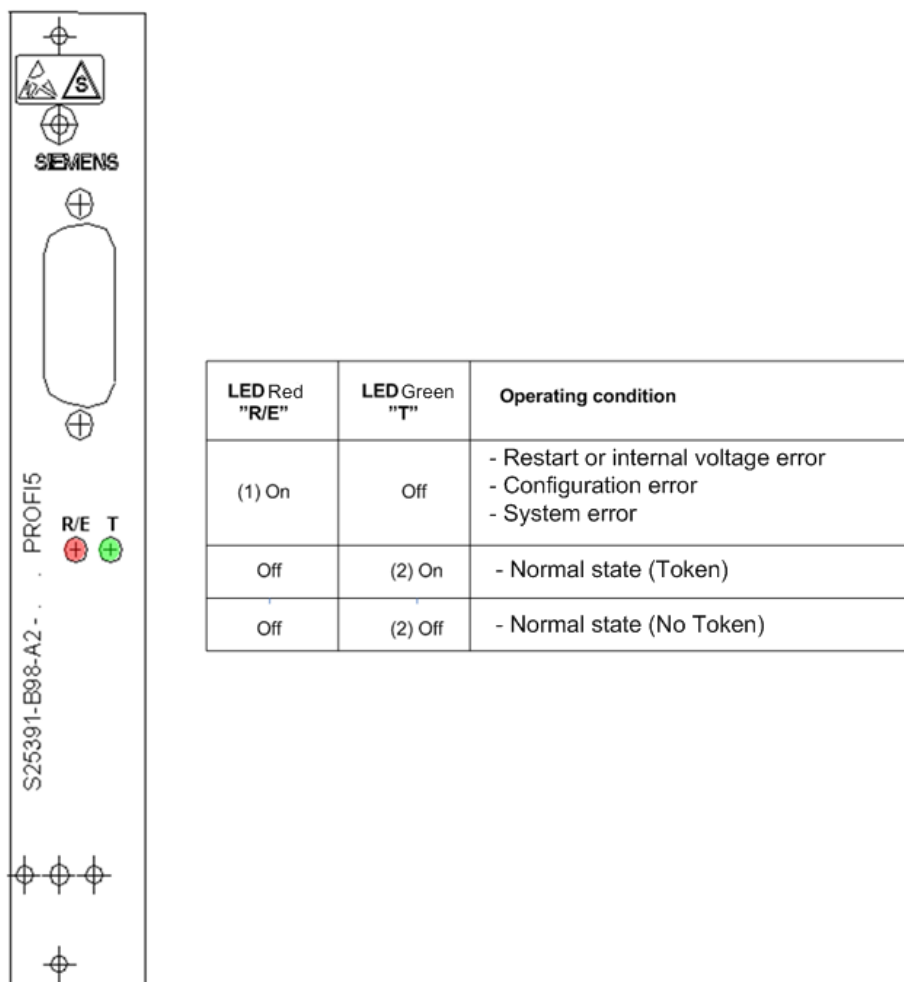 S
SIEMENS
PROFI5
R/E T
S25391-B98-A2 - . .
LED Red "R/E"
LED Green "T"
Operating condition
(1) On
Off
- Restart or internal voltage error
- Configuration error
- System error
Off
(2) On
- Normal state (Token)
Off
(2) Off
- Normal state (No Token)